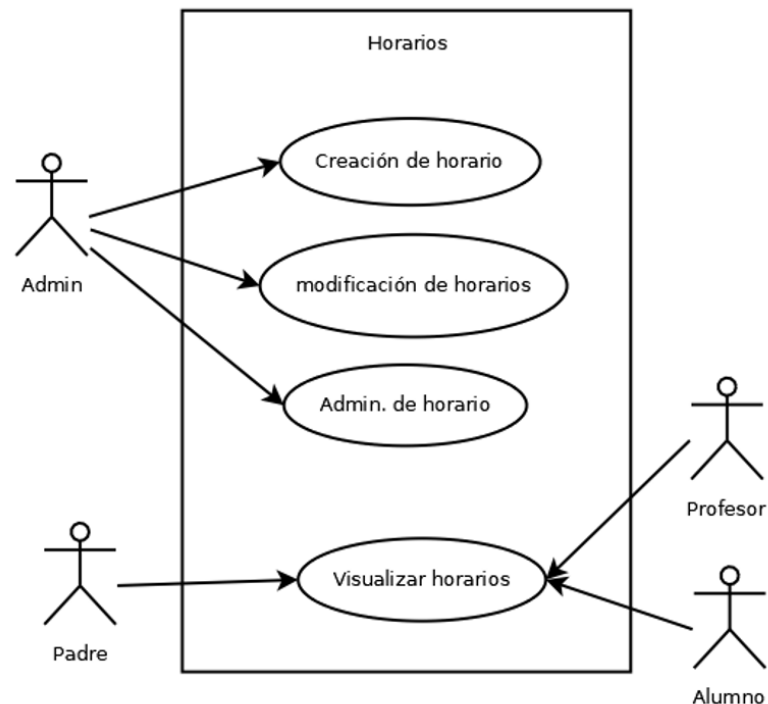 Horarios
Creación de horario
Admin
modificación de horarios
Admin. de horario
Profesor
Visualizar horarios
Padre
Alumno